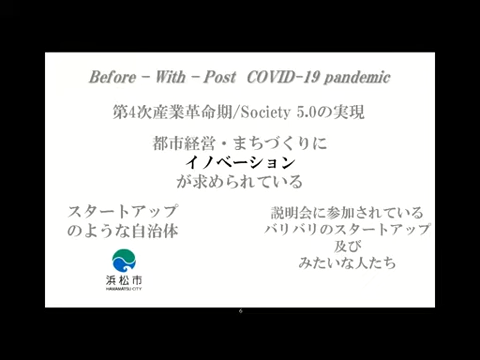 Before – With – Post COVID-19 pandemic
第4次産業革命期/Society 5.0の実現
都市経営・まちづくりに
イノベーション
が求められている
スタートアップ
のような自治体
浜松市
HAMAMATSU CITY
説明会に参加されている
バリバリのスタートアップ
及び
みたいな人たち
6